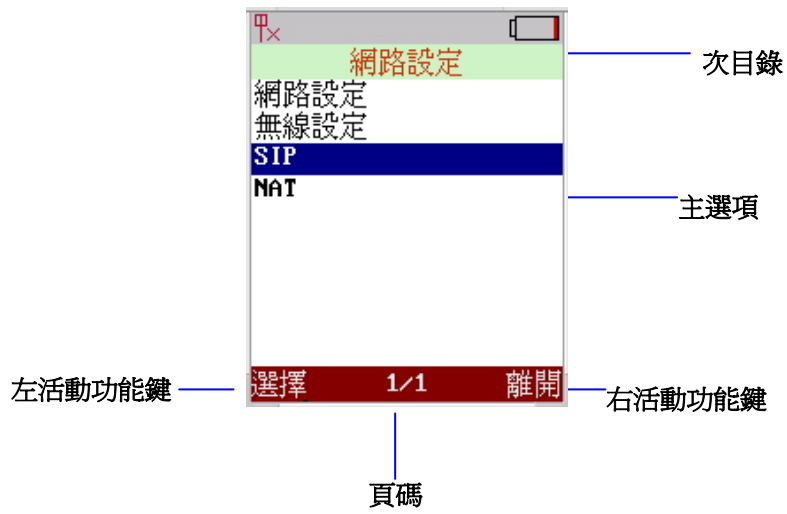 網路設定
次目錄
網路設定
無線設定
SIP
NAT
主選項
左活動功能鍵
選擇
1/1
離開
右活動功能鍵
頁碼